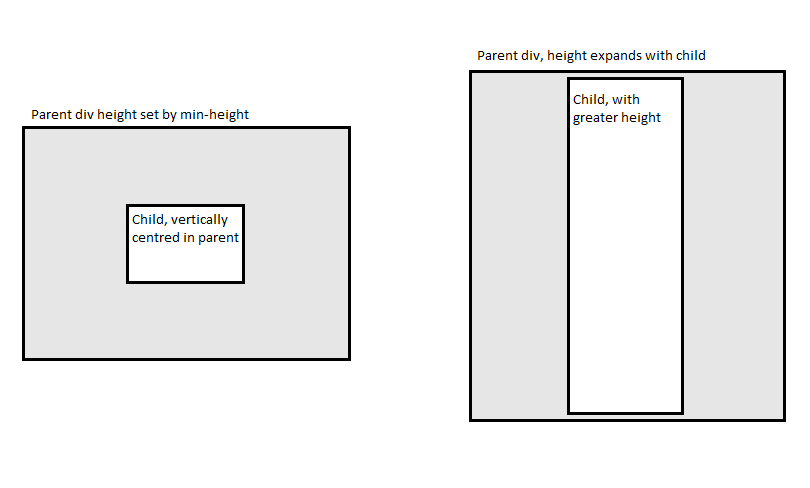 Parent div height set by min-height
Child, vertically
centred in parent
Parent div, height expands with child
Child, with
greater height